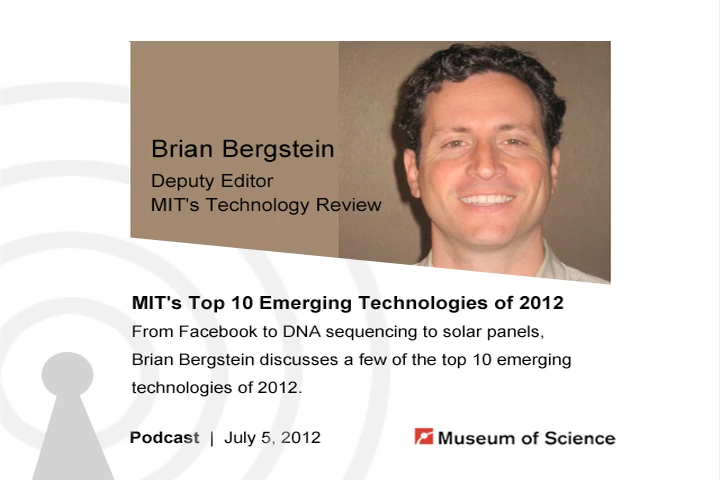 Brian Bergstein
Deputy Editor
MIT's Technology Review
MIT's Top 10 Emerging Technologies of 2012
From Facebook to DNA sequencing to solar panels,
Brian Bergstein discusses a few of the top 10 emerging
technologies of 2012.
Podcast | July 5, 2012
Museum of Science